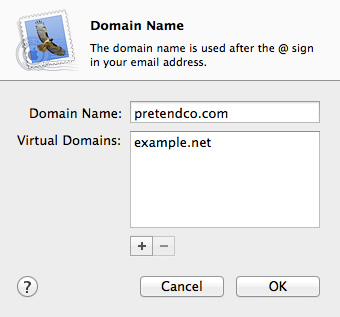 Domain Name
The domain name is used after the @ sign
in your email address.
Domain Name: pretendco.com
Virtual Domains: example.net
+ −
? Cancel OK